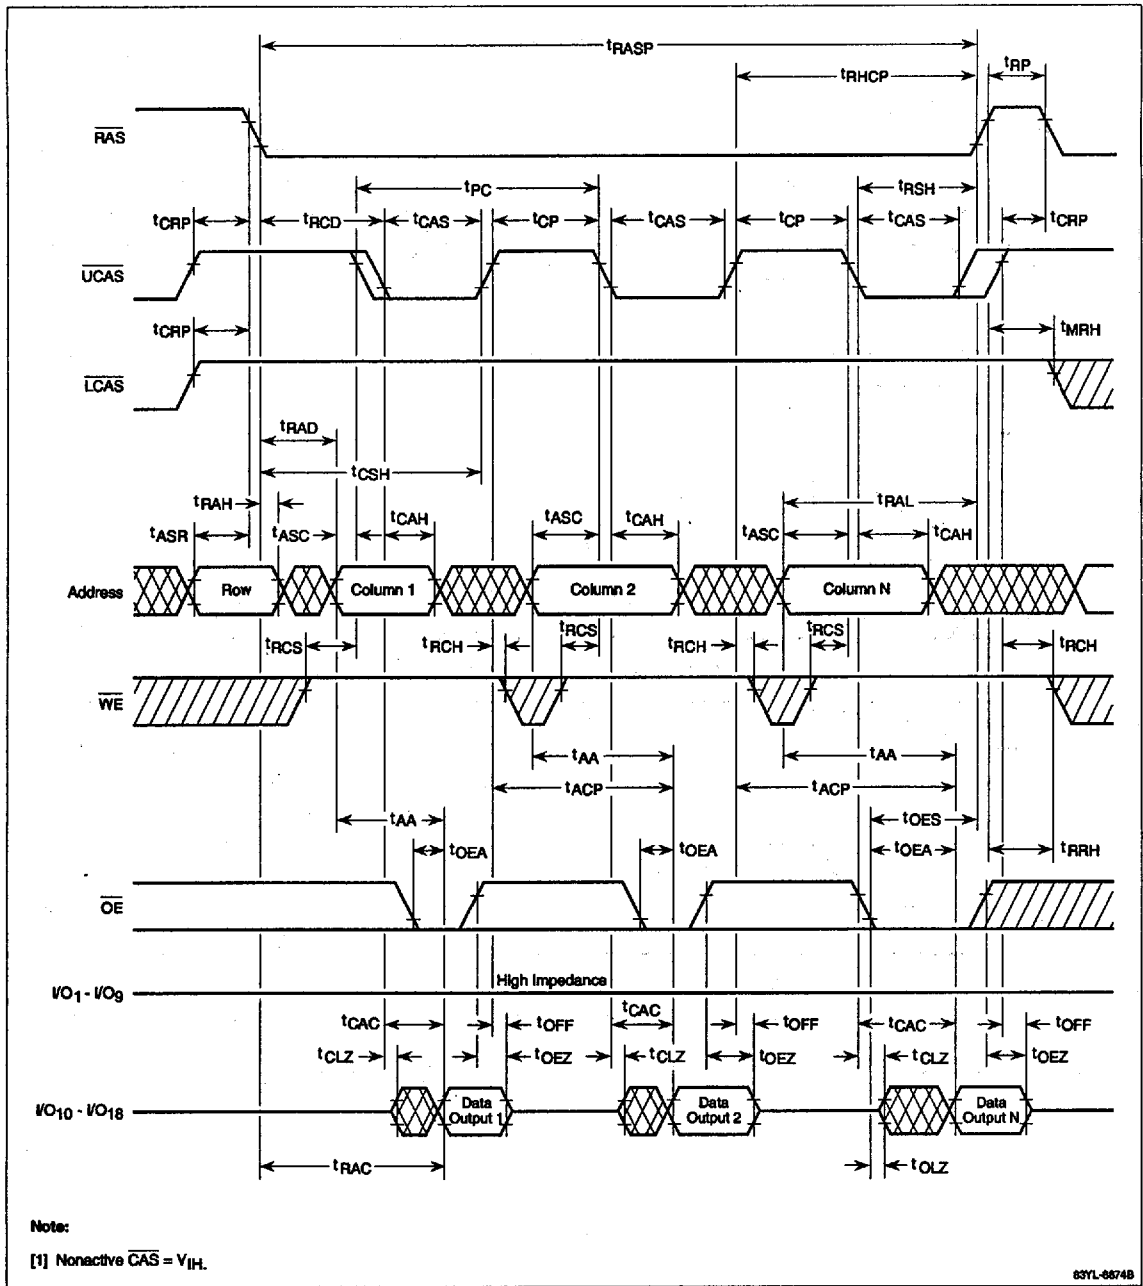 tRASP
tRHCP
tRP
RAS
tPC
tRSH
tCRP
tRCD
tCAS
tCP
tCAS
tCP
tCAS
tCRP
UCAS
tCRP
tMRH
LCAS
tRAD
tCSH
tRAH
tRAL
tASR
tASC
tCAH
tASC
tCAH
tASC
tCAH
Address
Row
Column 1
Column 2
Column N
tRCS
tRCH
tRCS
tRCH
tRCS
tRCH
WE
tAA
tAA
tACP
tACP
tAA
tOES
tOEA
tOEA
tOEA
tRRH
OE
High Impedance
I/O1 - I/O9
tCAC
tOFF
tCAC
tOFF
tCAC
tOFF
tCLZ
tOEZ
tCLZ
tOEZ
tCLZ
tOEZ
I/O10 - I/O18
Data
Output 1
Data
Output 2
Data
Output N
tRAC
tOLZ
Note:
[1] Nonactive CAS = VIH.
83YL-8874B